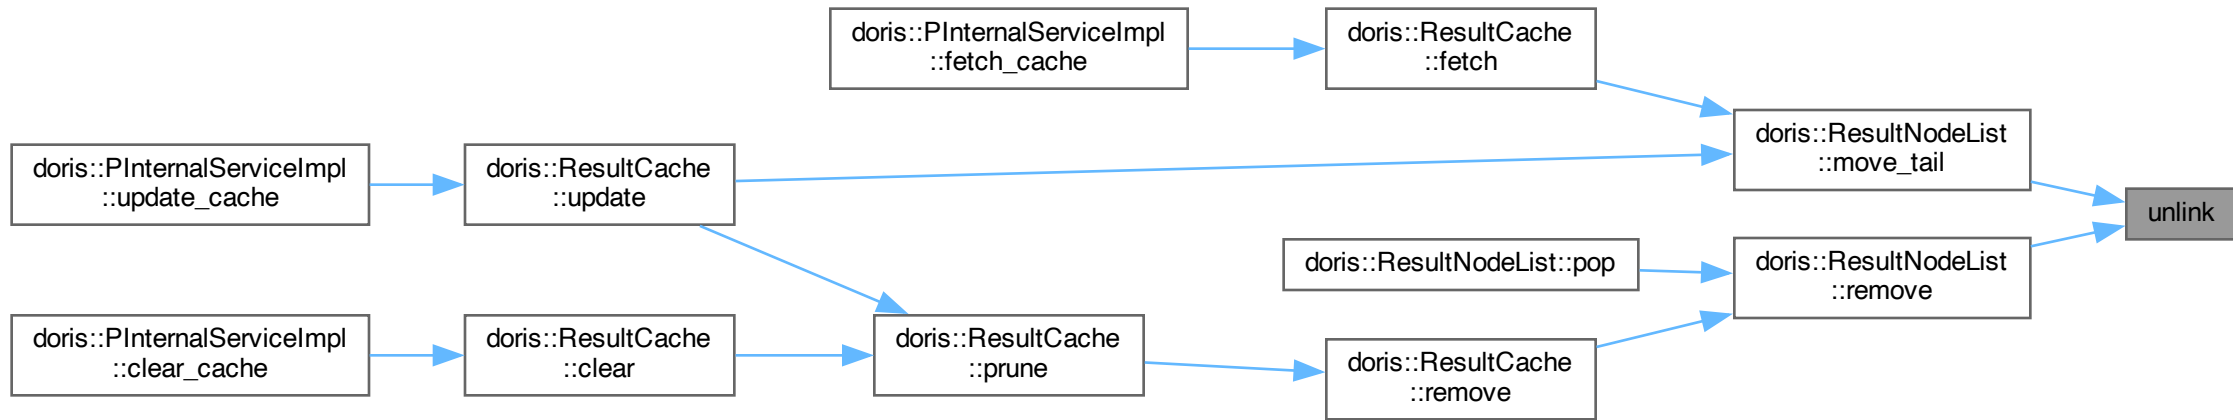 doris::PInternalServiceImpl
::fetch_cache
doris::ResultCache
::fetch
doris::PInternalServiceImpl
::update_cache
doris::ResultCache
::update
doris::ResultNodeList
::move_tail
unlink
doris::ResultNodeList::pop
doris::ResultNodeList
::remove
doris::PInternalServiceImpl
::clear_cache
doris::ResultCache
::clear
doris::ResultCache
::prune
doris::ResultCache
::remove